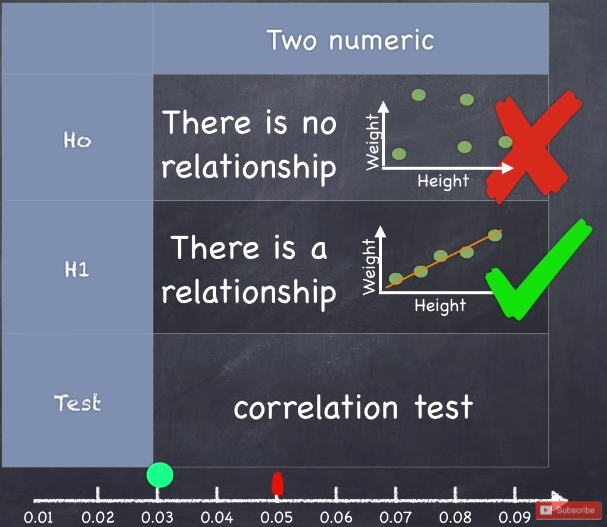 Two numeric
Ho
There is no
relationship
Weight
Height
H1
There is a
relationship
Weight
Height
Test
correlation test
0.01 0.02 0.03 0.04 0.05 0.06 0.07 0.08 0.09
Subscribe